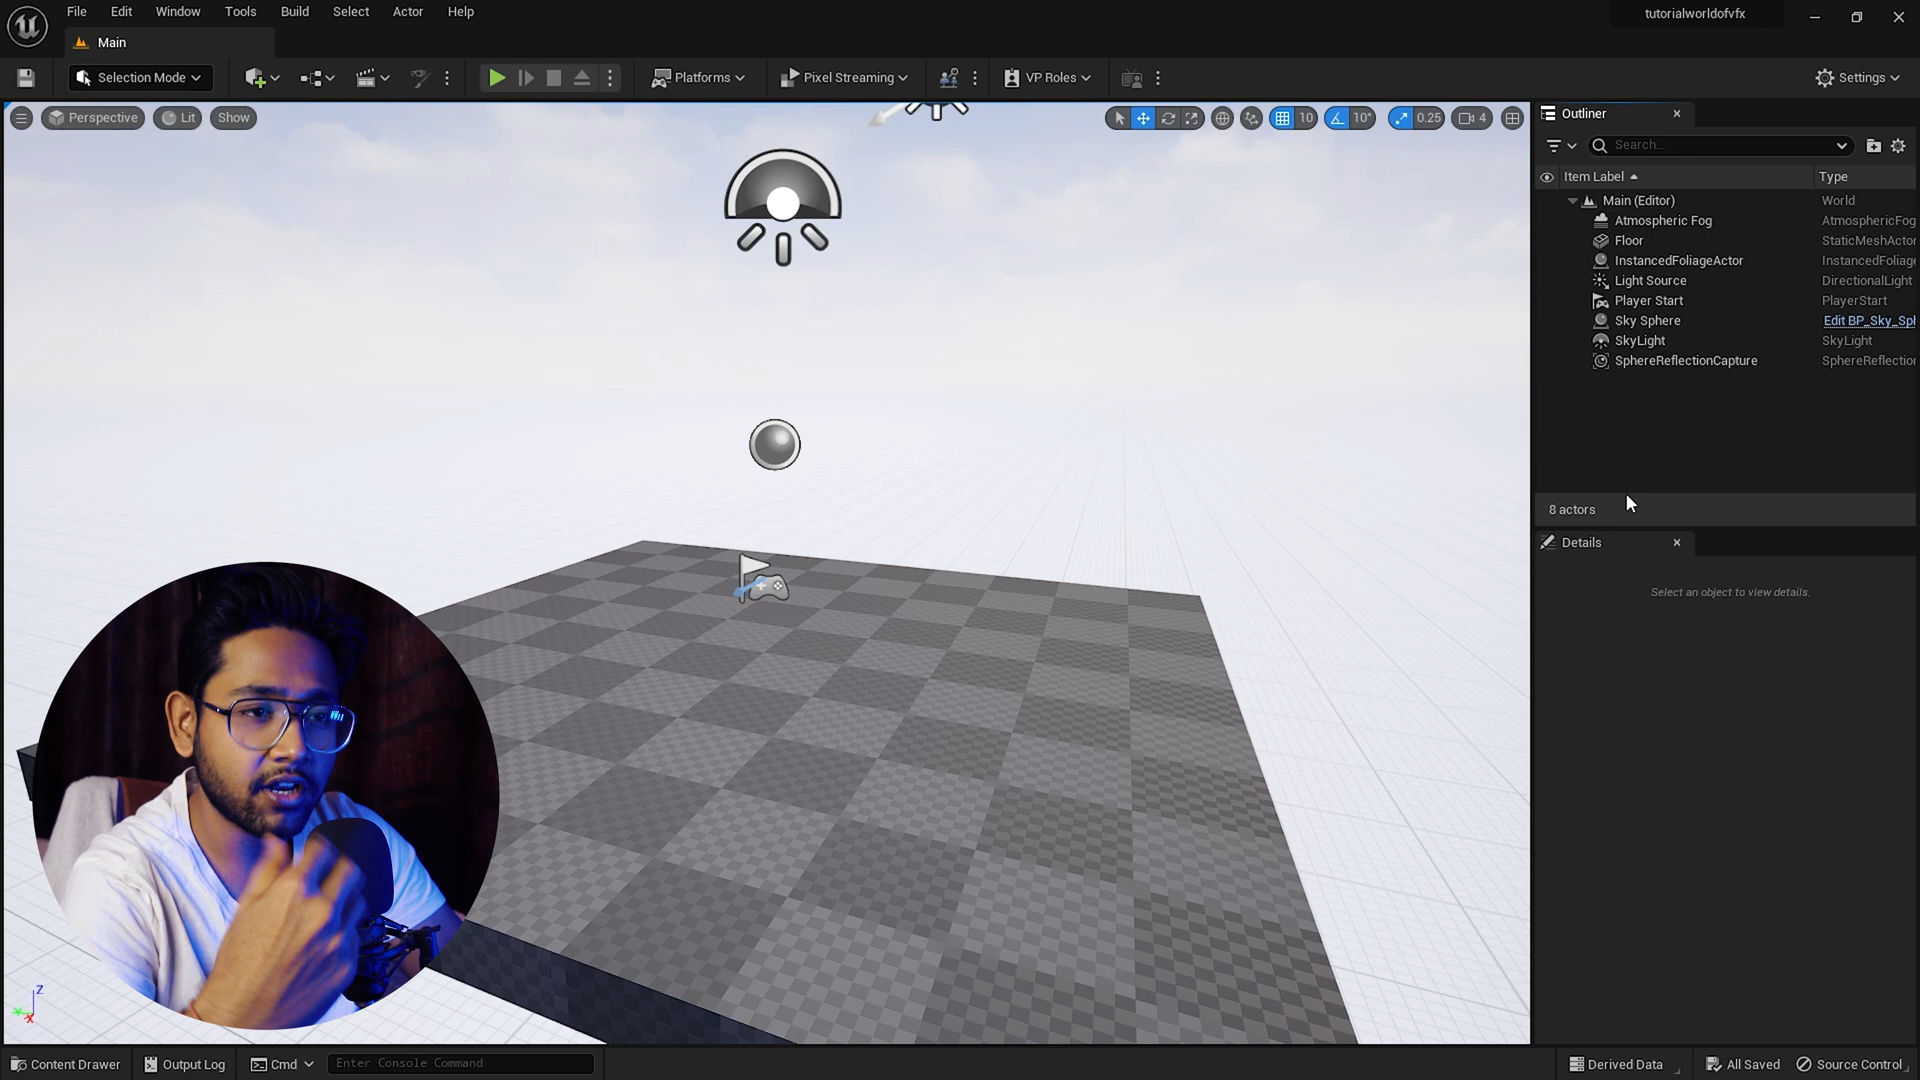 File Edit Window Tools Build Select Actor Help
tutorialworldofvfx
Main
Selection Mode
Platforms
Pixel Streaming
VP Roles
Settings
Perspective
Lit
Show
10
10°
0.25
4
Outliner
Search...
Item Label
Type
Main (Editor)
World
Atmospheric Fog
AtmosphericFog
Floor
StaticMeshActor
InstancedFoliageActor
InstancedFoliage
Light Source
DirectionalLight
Player Start
PlayerStart
Sky Sphere
Edit BP_Sky_Sph
SkyLight
SkyLight
SphereReflectionCapture
SphereReflection
8 actors
Details
Select an object to view details.
Z
X
Content Drawer
Output Log
Cmd
Enter Console Command
Derived Data
All Saved
Source Control